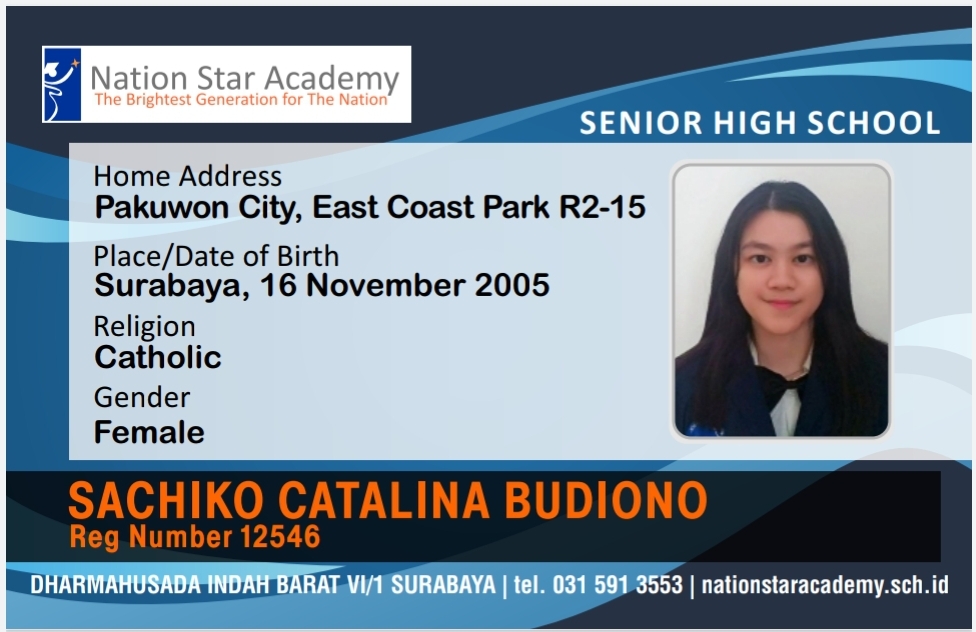 Nation Star Academy
The Brightest Generation for The Nation
SENIOR HIGH SCHOOL
Home Address
Pakuwon City, East Coast Park R2-15
Place/Date of Birth
Surabaya, 16 November 2005
Religion
Catholic
Gender
Female
SACHIKO CATALINA BUDIONO
Reg Number 12546
DHARMAHUSADA INDAH BARAT VI/1 SURABAYA | tel. 031 591 3553 | nationstaracademy.sch.id